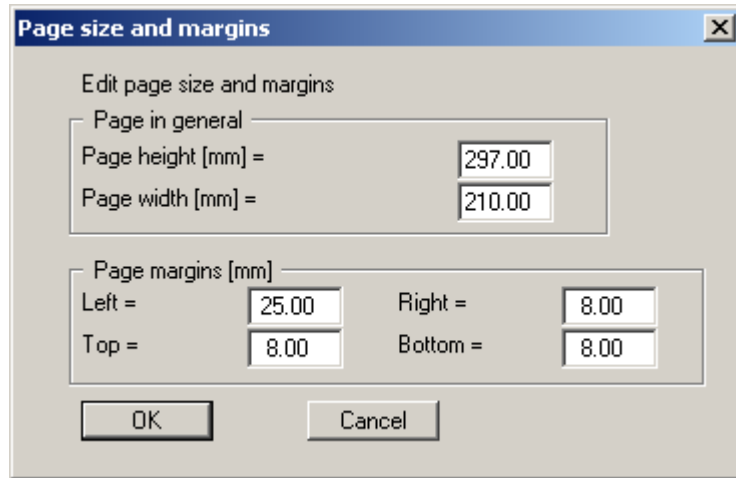 Page size and margins
Edit page size and margins
Page in general
Page height [mm] = 297.00
Page width [mm] = 210.00
Page margins [mm]
Left = 25.00 Right = 8.00
Top = 8.00 Bottom = 8.00
OK Cancel